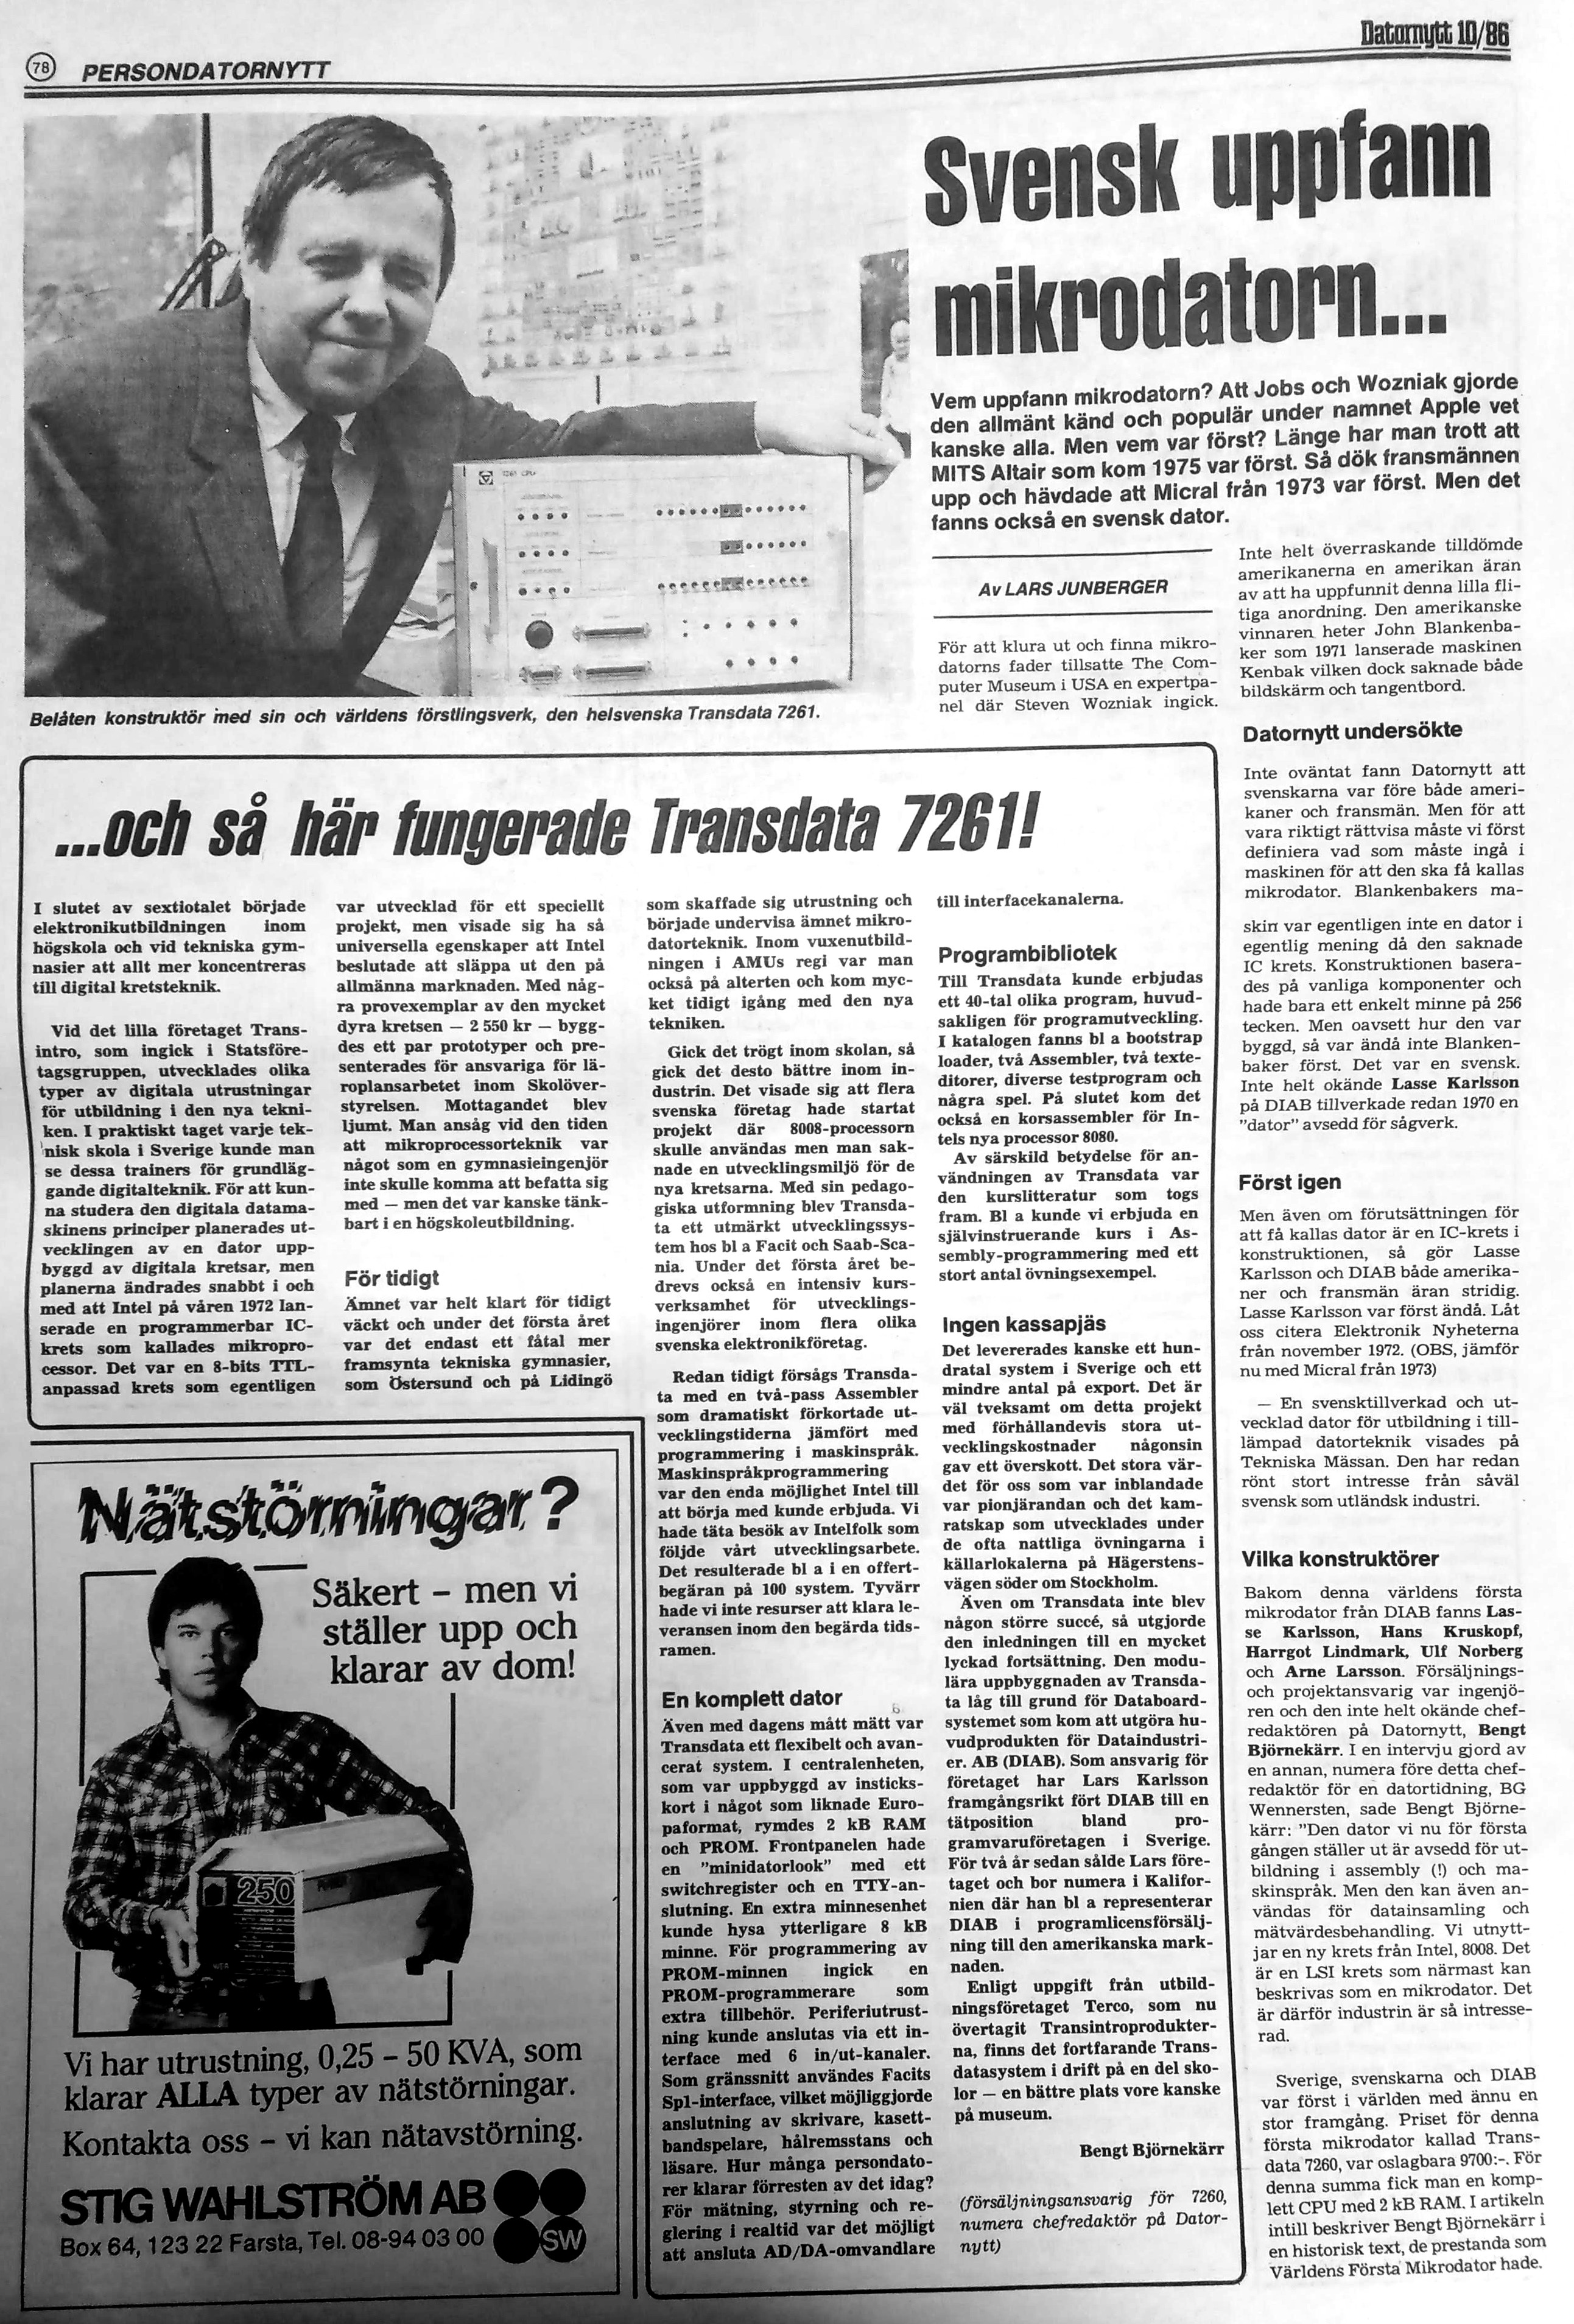 78 PERSONDATORNYTT
Datornytt 10/86
Svensk uppfann
mikrodatorn...
Vem uppfann mikrodatorn? Att Jobs och Wozniak gjorde
den allmänt känd och populär under namnet Apple vet
kanske alla. Men vem var först? Länge har man trott att
MITS Altair som kom 1975 var först. Så dök fransmännen
upp och hävdade att Micral från 1973 var först. Men det
fanns också en svensk dator.
Belåten konstruktör med sin och världens förstlingsverk, den helsvenska Transdata 7261.
Av LARS JUNBERGER
För att klura ut och finna mikro-
datorns fader tillsatte The Com-
puter Museum i USA en expertpa-
nel där Steven Wozniak ingick.
Inte helt överraskande tilldömde
amerikanerna en amerikan äran
av att ha uppfunnit denna lilla fli-
tiga anordning. Den amerikanske
vinnaren heter John Blankenba-
ker som 1971 lanserade maskinen
Kenbak vilken dock saknade både
bildskärm och tangentbord.
Datornytt undersökte
Inte oväntat fann Datornytt att
svenskarna var före både ameri-
kaner och fransmän. Men för att
vara riktigt rättvisa måste vi först
definiera vad som måste ingå i
maskinen för att den ska få kallas
mikrodator. Blankenbakers ma-
skin var egentligen inte en dator i
egentlig mening då den saknade
IC krets. Konstruktionen basera-
des på vanliga komponenter och
hade bara ett enkelt minne på 256
tecken. Men oavsett hur den var
byggd, så var ändå inte Blanken-
baker först. Det var en svensk.
Inte helt okände Lasse Karlsson
på DIAB tillverkade redan 1970 en
"dator" avsedd för sågverk.
Först igen
Men även om förutsättningen för
att få kallas dator är en IC-krets i
konstruktionen, så gör Lasse
Karlsson och DIAB både amerika-
ner och fransmän äran stridig.
Lasse Karlsson var först ändå. Låt
oss citera Elektronik Nyheterna
från november 1972. (OBS, jämför
nu med Micral från 1973)
— En svensktillverkad och ut-
vecklad dator för utbildning i till-
lämpad datorteknik visades på
Tekniska Mässan. Den har redan
rönt stort intresse från såväl
svensk som utländsk industri.
Vilka konstruktörer
Bakom denna världens första
mikrodator från DIAB fanns Las-
se Karlsson, Hans Kruskopf,
Harrgot Lindmark, Ulf Norberg
och Arne Larsson. Försäljnings-
och projektansvarig var ingenjö-
ren och den inte helt okände chef-
redaktören på Datornytt, Bengt
Björnekärr. I en intervju gjord av
en annan, numera före detta chef-
redaktör för en datortidning, BG
Wennersten, sade Bengt Björne-
kärr: "Den dator vi nu för första
gången ställer ut är avsedd för ut-
bildning i assembly (!) och ma-
skinspråk. Men den kan även an-
vändas för datainsamling och
mätvärdesbehandling. Vi utnytt-
jar en ny krets från Intel, 8008. Det
är en LSI krets som närmast kan
beskrivas som en mikrodator. Det
är därför industrin är så intresse-
rad.
Sverige, svenskarna och DIAB
var först i världen med ännu en
stor framgång. Priset för denna
första mikrodator kallad Trans-
data 7260, var oslagbara 9700:-. För
denna summa fick man en komp-
lett CPU med 2 kB RAM. I artikeln
intill beskriver Bengt Björnekärr i
en historisk text, de prestanda som
Världens Första Mikrodator hade.
...och så här fungerade Transdata 7261!
I slutet av sextiotalet började
elektronikutbildningen inom
högskola och vid tekniska gym-
nasier att allt mer koncentreras
till digital kretsteknik.
Vid det lilla företaget Trans-
intro, som ingick i Statsföre-
tagsgruppen, utvecklades olika
typer av digitala utrustningar
för utbildning i den nya tekni-
ken. I praktiskt taget varje tek-
nisk skola i Sverige kunde man
se dessa trainers för grundläg-
gande digitalteknik. För att kun-
na studera den digitala datama-
skinens principer planerades ut-
vecklingen av en dator upp-
byggd av digitala kretsar, men
planerna ändrades snabbt i och
med att Intel på våren 1972 lan-
serade en programmerbar IC-
krets som kallades mikropro-
cessor. Det var en 8-bits TTL-
anpassad krets som egentligen
var utvecklad för ett speciellt
projekt, men visade sig ha så
universella egenskaper att Intel
beslutade att släppa ut den på
allmänna marknaden. Med någ-
ra provexemplar av den mycket
dyra kretsen — 2 550 kr — bygg-
des ett par prototyper och pre-
senterades för ansvariga för lä-
roplansarbetet inom Skolöver-
styrelsen. Mottagandet blev
ljumt. Man ansåg vid den tiden
att mikroprocessorteknik var
något som en gymnasieingenjör
inte skulle komma att befatta sig
med — men det var kanske tänk-
bart i en högskoleutbildning.
För tidigt
Ämnet var helt klart för tidigt
väckt och under det första året
var det endast ett fåtal mer
framsynta tekniska gymnasier,
som Östersund och på Lidingö
som skaffade sig utrustning och
började undervisa ämnet mikro-
datorteknik. Inom vuxenutbild-
ningen i AMUs regi var man
också på alterten och kom myc-
ket tidigt igång med den nya
tekniken.
Gick det trögt inom skolan, så
gick det desto bättre inom in-
dustrin. Det visade sig att flera
svenska företag hade startat
projekt där 8008-processorn
skulle användas men man sak-
nade en utvecklingsmiljö för de
nya kretsarna. Med sin pedago-
giska utformning blev Transda-
ta ett utmärkt utvecklingssys-
tem hos bl a Facit och Saab-Sca-
nia. Under det första året be-
drevs också en intensiv kurs-
verksamhet för utvecklings-
ingenjörer inom flera olika
svenska elektronikföretag.
Redan tidigt försågs Transda-
ta med en två-pass Assembler
som dramatiskt förkortade ut-
vecklingstiderna jämfört med
programmering i maskinspråk.
Maskinspråkprogrammering
var den enda möjlighet Intel till
att börja med kunde erbjuda. Vi
hade täta besök av Intelfolk som
följde vårt utvecklingsarbete.
Det resulterade bl a i en offert-
begäran på 100 system. Tyvärr
hade vi inte resurser att klara le-
veransen inom den begärda tids-
ramen.
En komplett dator
Även med dagens mått mätt var
Transdata ett flexibelt och avan-
cerat system. I centralenheten,
som var uppbyggd av insticks-
kort i något som liknade Euro-
paformat, rymdes 2 kB RAM
och PROM. Frontpanelen hade
en "minidatorlook" med ett
switchregister och en TTY-an-
slutning. En extra minnesenhet
kunde hysa ytterligare 8 kB
minne. För programmering av
PROM-minnen ingick en
PROM-programmerare som
extra tillbehör. Periferiutrust-
ning kunde anslutas via ett in-
terface med 6 in/ut-kanaler.
Som gränssnitt användes Facits
Sp1-interface, vilket möjliggjorde
anslutning av skrivare, kasett-
bandspelare, hålremsstans och
läsare. Hur många persondato-
rer klarar förresten av det idag?
För mätning, styrning och re-
glering i realtid var det möjligt
att ansluta AD/DA-omvandlare
till interfacekanalerna.
Programbibliotek
Till Transdata kunde erbjudas
ett 40-tal olika program, huvud-
sakligen för programutveckling.
I katalogen fanns bl a bootstrap
loader, två Assembler, två texte-
ditorer, diverse testprogram och
några spel. På slutet kom det
också en korsassembler för In-
tels nya processor 8080.
Av särskild betydelse för an-
vändningen av Transdata var
den kurslitteratur som togs
fram. Bl a kunde vi erbjuda en
självinstruerande kurs i As-
sembly-programmering med ett
stort antal övningsexempel.
Ingen kassapjäs
Det levererades kanske ett hun-
dratal system i Sverige och ett
mindre antal på export. Det är
väl tveksamt om detta projekt
med förhållandevis stora ut-
vecklingskostnader någonsin
gav ett överskott. Det stora vär-
det för oss som var inblandade
var pionjärandan och det kam-
ratskap som utvecklades under
de ofta nattliga övningarna i
källarlokalerna på Hägerstens-
vägen söder om Stockholm.
Även om Transdata inte blev
någon större succé, så utgjorde
den inledningen till en mycket
lyckad fortsättning. Den modu-
lära uppbyggnaden av Transda-
ta låg till grund för Databoard-
systemet som kom att utgöra hu-
vudprodukten för Dataindustri-
er. AB (DIAB). Som ansvarig för
företaget har Lars Karlsson
framgångsrikt fört DIAB till en
tätposition bland pro-
gramvaruföretagen i Sverige.
För två år sedan sålde Lars före-
taget och bor numera i Kalifor-
nien där han bl a representerar
DIAB i programlicensförsälj-
ning till den amerikanska mark-
naden.
Enligt uppgift från utbild-
ningsföretaget Terco, som nu
övertagit Transintroprodukter-
na, finns det fortfarande Trans-
datasystem i drift på en del sko-
lor — en bättre plats vore kanske
på museum.
Bengt Björnekärr
(försäljningsansvarig för 7260,
numera chefredaktör på Dator-
nytt)
Nätstörningar?
Säkert – men vi
ställer upp och
klarar av dom!
250
Vi har utrustning, 0,25 – 50 KVA, som
klarar ALLA typer av nätstörningar.
Kontakta oss – vi kan nätavstörning.
STIG WAHLSTRÖM AB
Box 64, 123 22 Farsta, Tel. 08-94 03 00
SW